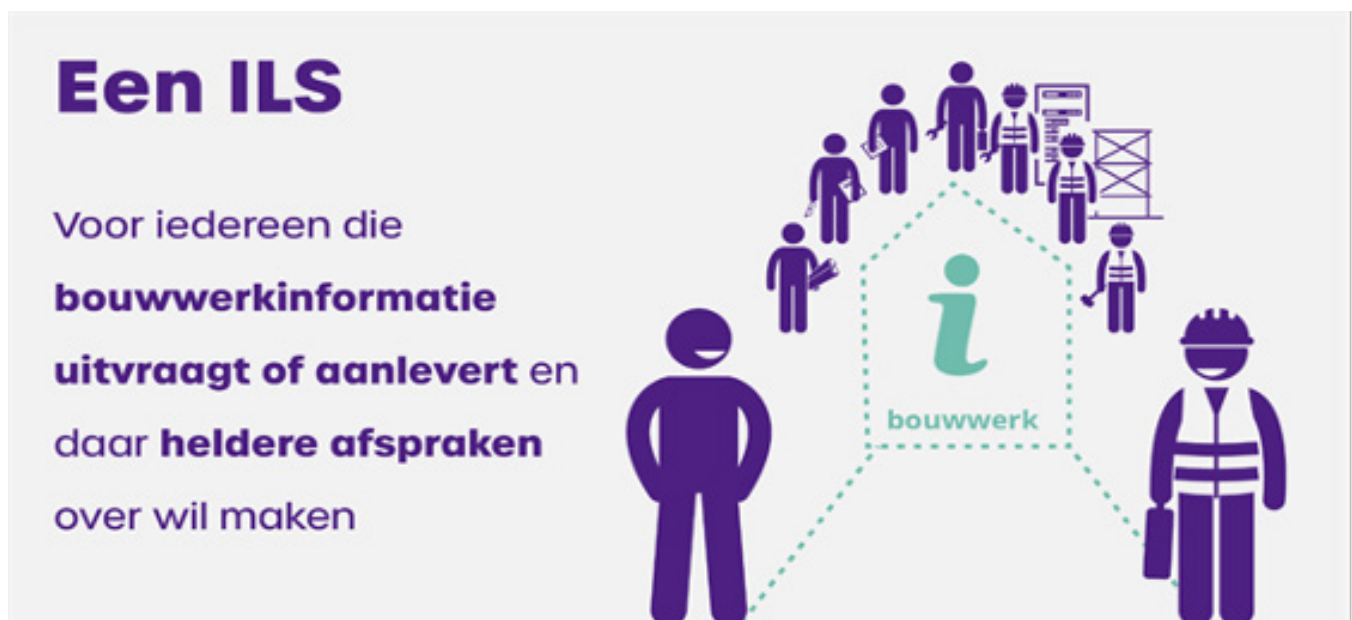 Een ILS
Voor iedereen die
bouwwerkinformatie
uitvraagt of aanlevert en
daar heldere afspraken
over wil maken
i
bouwwerk